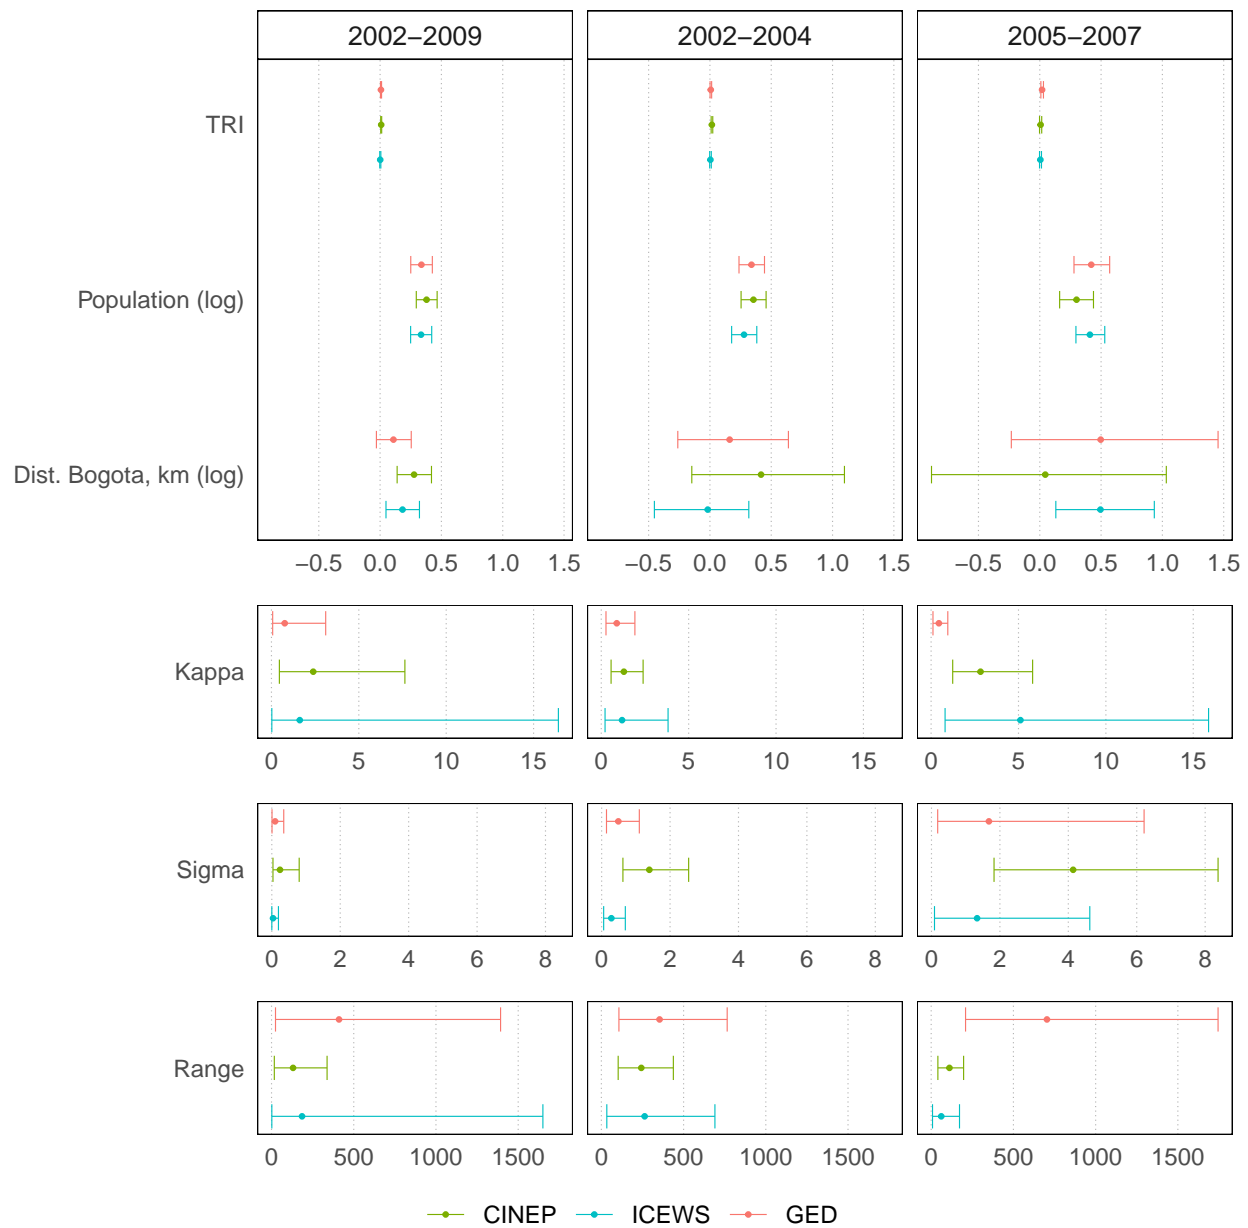 2002−2009 2002−2004 2005−2007
TRI
Population (log)
Dist. Bogota, km (log)
−0.5 0.0 0.5 1.0 1.5 −0.5 0.0 0.5 1.0 1.5 −0.5 0.0 0.5 1.0 1.5
Kappa
0 5 10 15 0 5 10 15 0 5 10 15
Sigma
0 2 4 6 8 0 2 4 6 8 0 2 4 6 8
Range
0 500 1000 1500 0 500 1000 1500 0 500 1000 1500
CINEP ICEWS GED